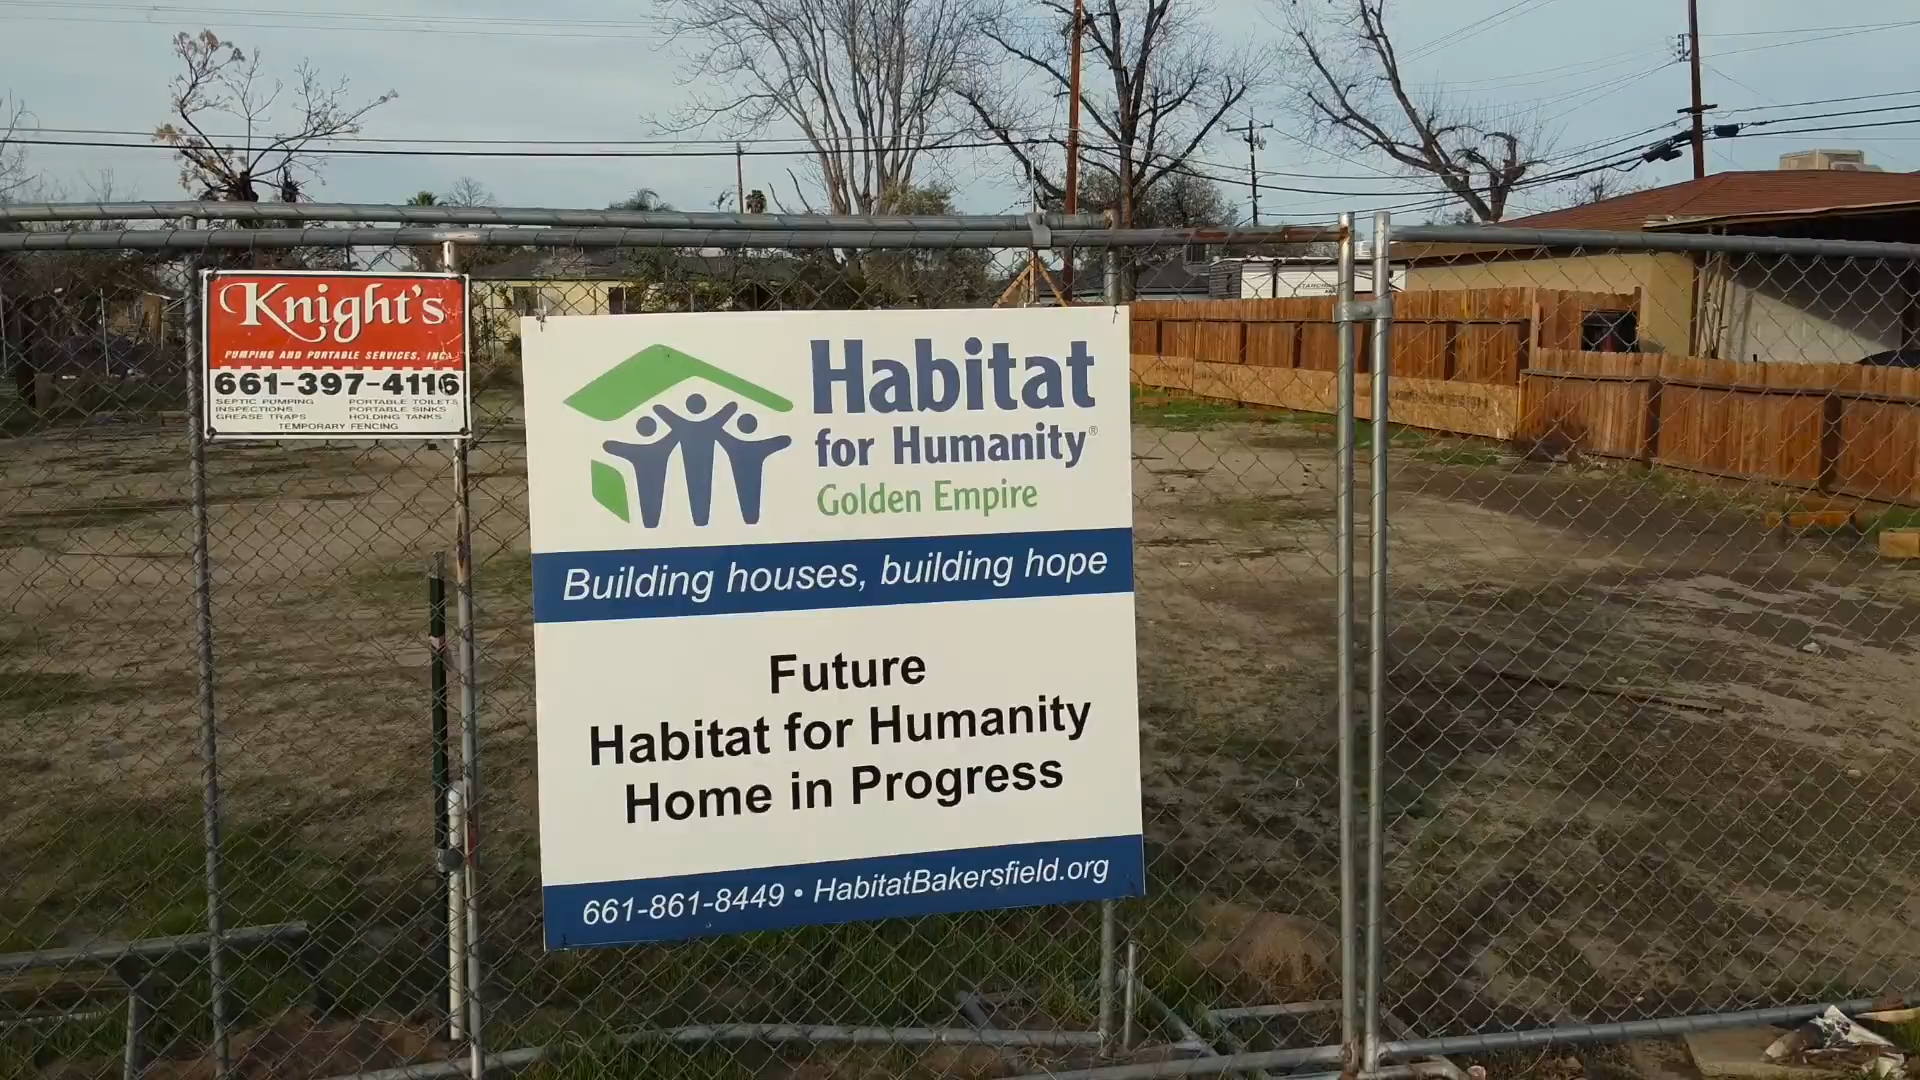 Knight's
PUMPING AND PORTABLE SERVICES, INC.
661-397-4116
SEPTIC PUMPING PORTABLE TOILETS
INSPECTIONS PORTABLE SINKS
GREASE TRAPS HOLDING TANKS
TEMPORARY FENCING
Habitat
for Humanity®
Golden Empire
Building houses, building hope
Future
Habitat for Humanity
Home in Progress
661-861-8449 • HabitatBakersfield.org